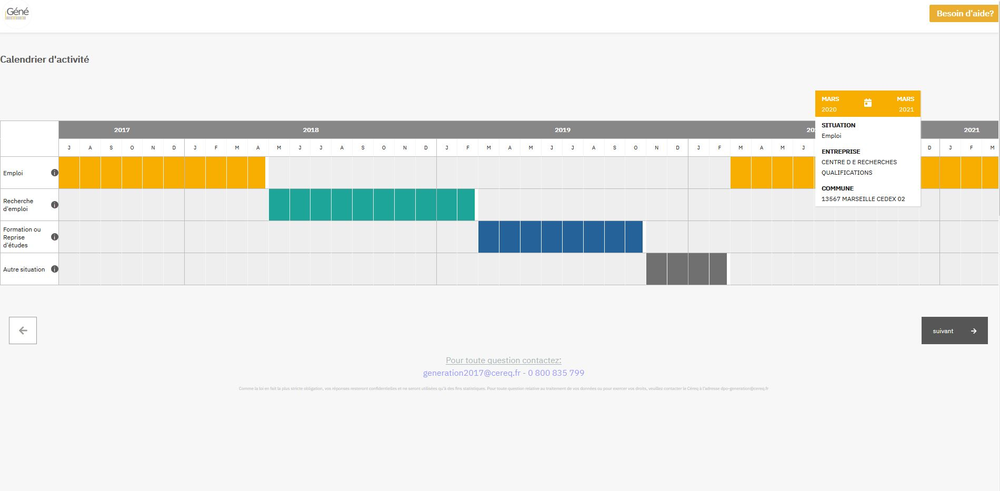 Géné
Besoin d'aide?
Calendrier d'activité
MARS MARS
2020 2021
SITUATION
Emploi
ENTREPRISE
CENTRE D E RECHERCHES
QUALIFICATIONS
COMMUNE
13567 MARSEILLE CEDEX 02
2017 2018 2019 2021
J A S O N D J F M A M J J A S O N D J F M A M J J A S O N D J F M A M J D J F M
Emploi
Recherche
d'emploi
Formation ou
Reprise
d'études
Autre situation
suivant
Pour toute question contactez:
generation2017@cereq.fr - 0 800 835 799
Comme la loi en fait la plus stricte obligation, vos réponses resteront confidentielles et ne seront utilisées qu'à des fins statistiques. Pour toute question relative au traitement de vos données ou pour exercer vos droits, veuillez contacter le Céreq à l'adresse dpo-generation@cereq.fr